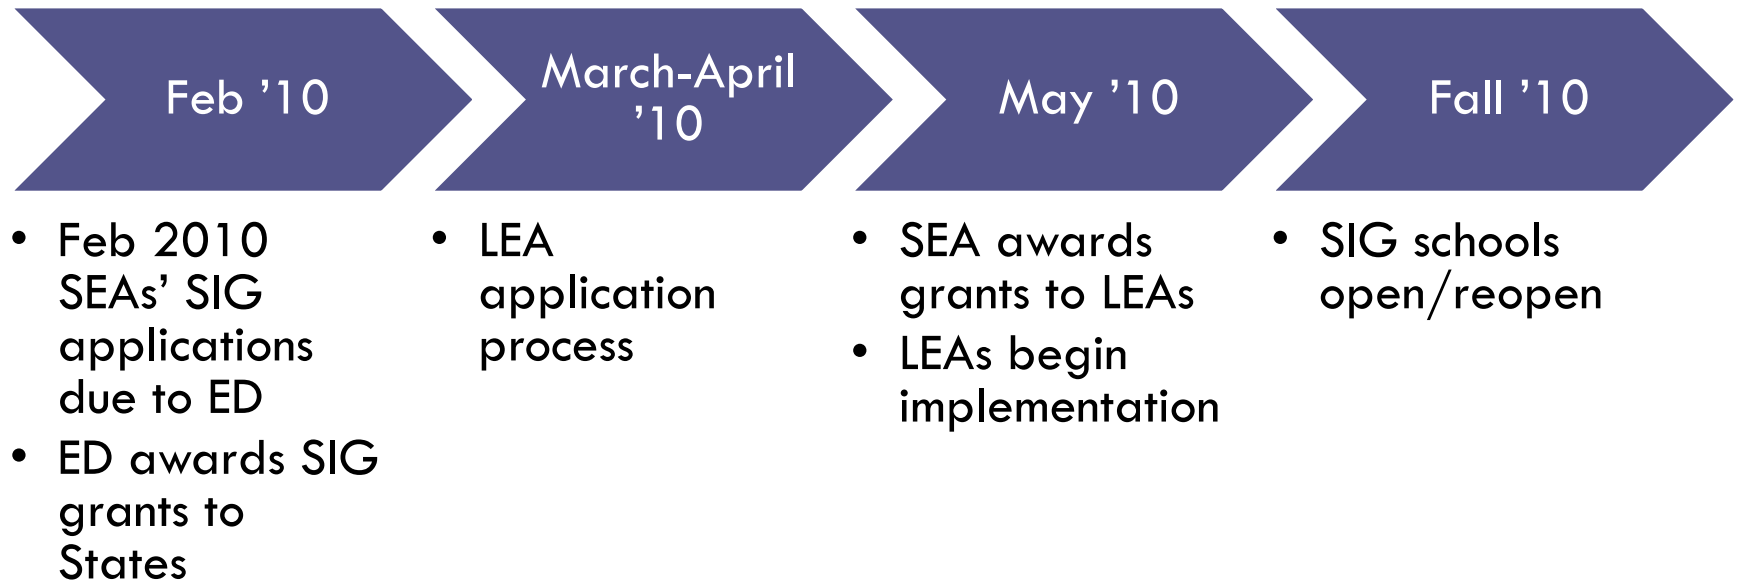 Feb ’10
March-April
’10
May ’10
Fall ’10
• Feb 2010
SEAs’ SIG
applications
due to ED
• ED awards SIG
grants to
States
• LEA
application
process
• SEA awards
grants to LEAs
• LEAs begin
implementation
• SIG schools
open/reopen